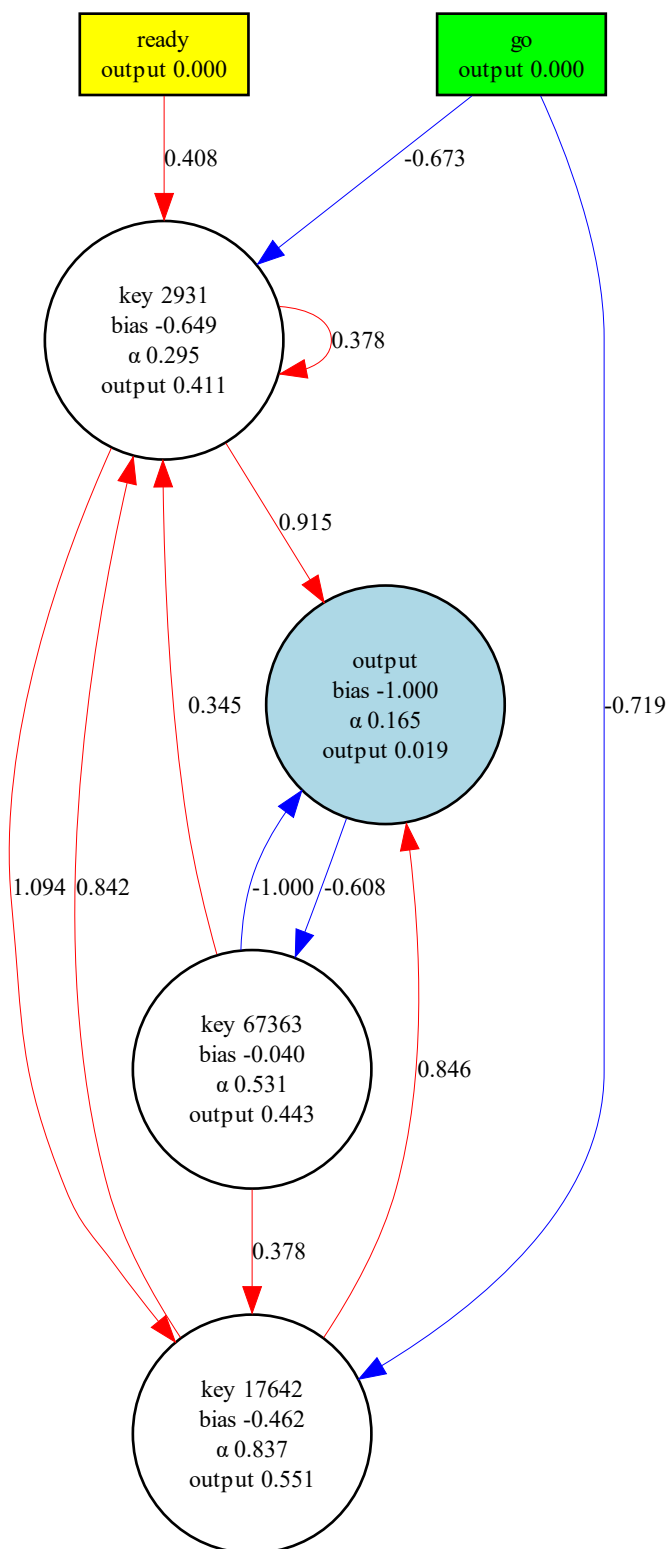 ready
output 0.000
go
output 0.000
0.408
-0.673
key 2931
bias -0.649
α 0.295
output 0.411
0.378
0.915
output
bias -1.000
α 0.165
output 0.019
0.345
-0.719
1.094
0.842
-1.000
-0.608
key 67363
bias -0.040
α 0.531
output 0.443
0.846
0.378
key 17642
bias -0.462
α 0.837
output 0.551